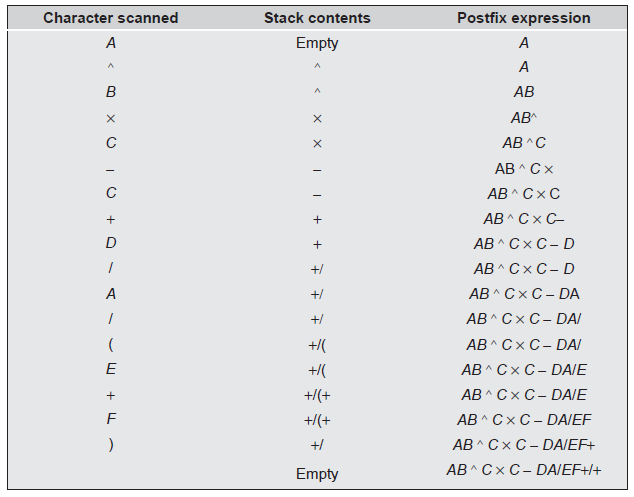 Character scanned Stack contents Postfix expression
A Empty A
^ ^ A
B ^ AB
× × AB^
C × AB ^ C
– – AB ^ C ×
C – AB ^ C × C
+ + AB ^ C × C–
D + AB ^ C × C – D
/ +/ AB ^ C × C – D
A +/ AB ^ C × C – DA
/ +/ AB ^ C × C – DA/
( +/( AB ^ C × C – DA/
E +/( AB ^ C × C – DA/E
+ +/(+ AB ^ C × C – DA/E
F +/(+ AB ^ C × C – DA/EF
) +/ AB ^ C × C – DA/EF+
Empty AB ^ C × C – DA/EF+/+